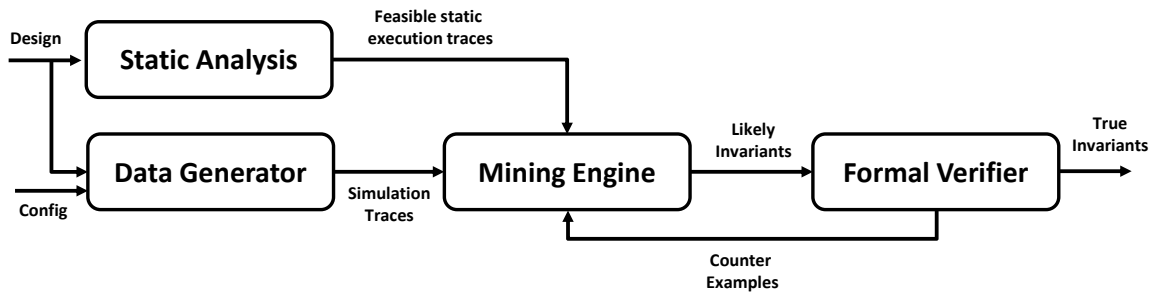 Design
Static Analysis
Feasible static
execution traces
Data Generator
Config
Simulation
Traces
Mining Engine
Likely
Invariants
Formal Verifier
True
Invariants
Counter
Examples